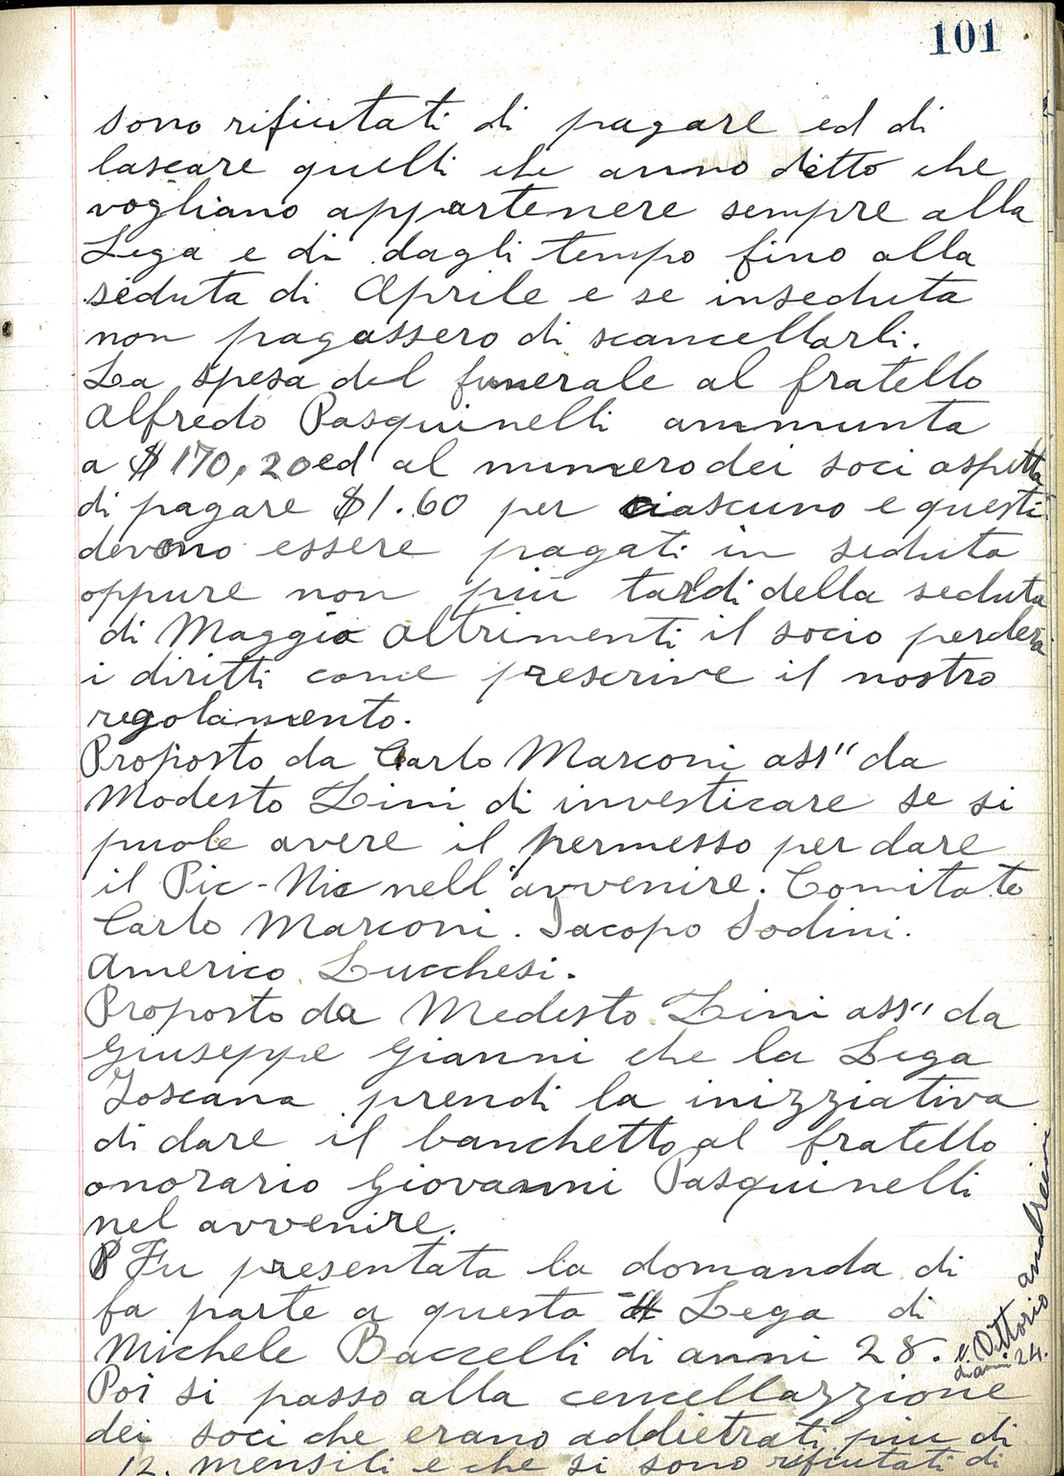 101
sono rifiutati di pagare ed di
lascare quelli che anno ditto che
vogliano appartenere sempre alla
Lega e di dagli tempo fino alla
seduta di Aprile e se inseduta
non pagassero di scancellarli.
La spesa del funerale al fratello
Alfredo Pasquinelli ammunta
a $170,20 ed al numero dei soci aspetta
di pagare $1.60 per ciascuno e questi
devono essere pagati in seduta
oppure non più tardi della seduta
di Maggio altrimenti il socio perdera
i diritti come prescrive il nostro
regolamento.
Proposto da Carlo Marconi ass" da
Modesto Lini di investicare se si
puole avere il permesso per dare
il Pic-Nic nell'avvenire. Comitato
Carlo Marconi. Jacopo Sodini.
Americo Lucchesi.
Proposto da Modesto Lini ass" da
Giuseppe Gianni che la Lega
Toscana prendi la inizziativa
di dare il banchetto al fratello
onorario Giovanni Pasquinelli
nel avvenire.
Fu presentata la domanda di
fa parte a questa Lega di
Michele Baccelli di anni 28.
e. Vittorio Andreini
di anni 24.
Poi si passo alla cencellazzione
dei soci che erano addietrati piu di
12. mensili e che si sono rifiutati di